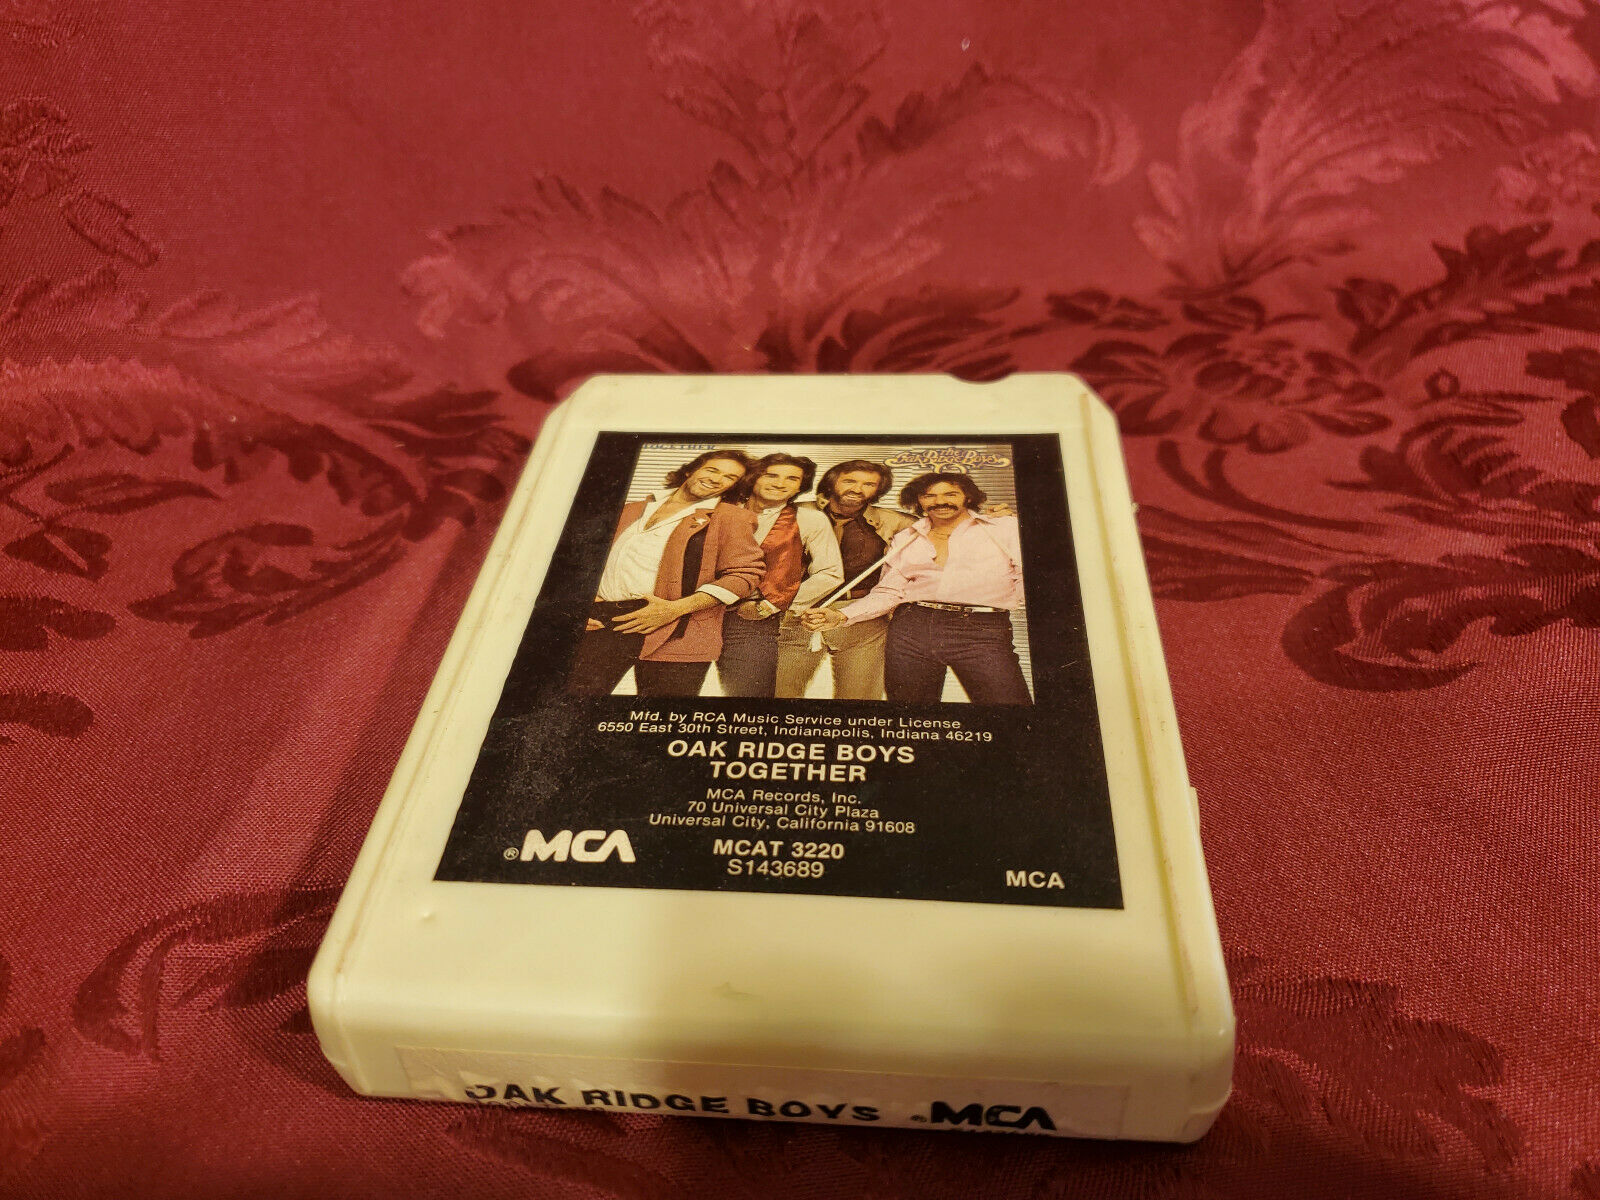 TOGETHER
The
Oak Ridge Boys
Mfd. by RCA Music Service under License
6550 East 30th Street, Indianapolis, Indiana 46219
OAK RIDGE BOYS
TOGETHER
MCA Records, Inc.
70 Universal City Plaza
Universal City, California 91608
®MCA
MCAT 3220
S143689
MCA
OAK RIDGE BOYS ®MCA